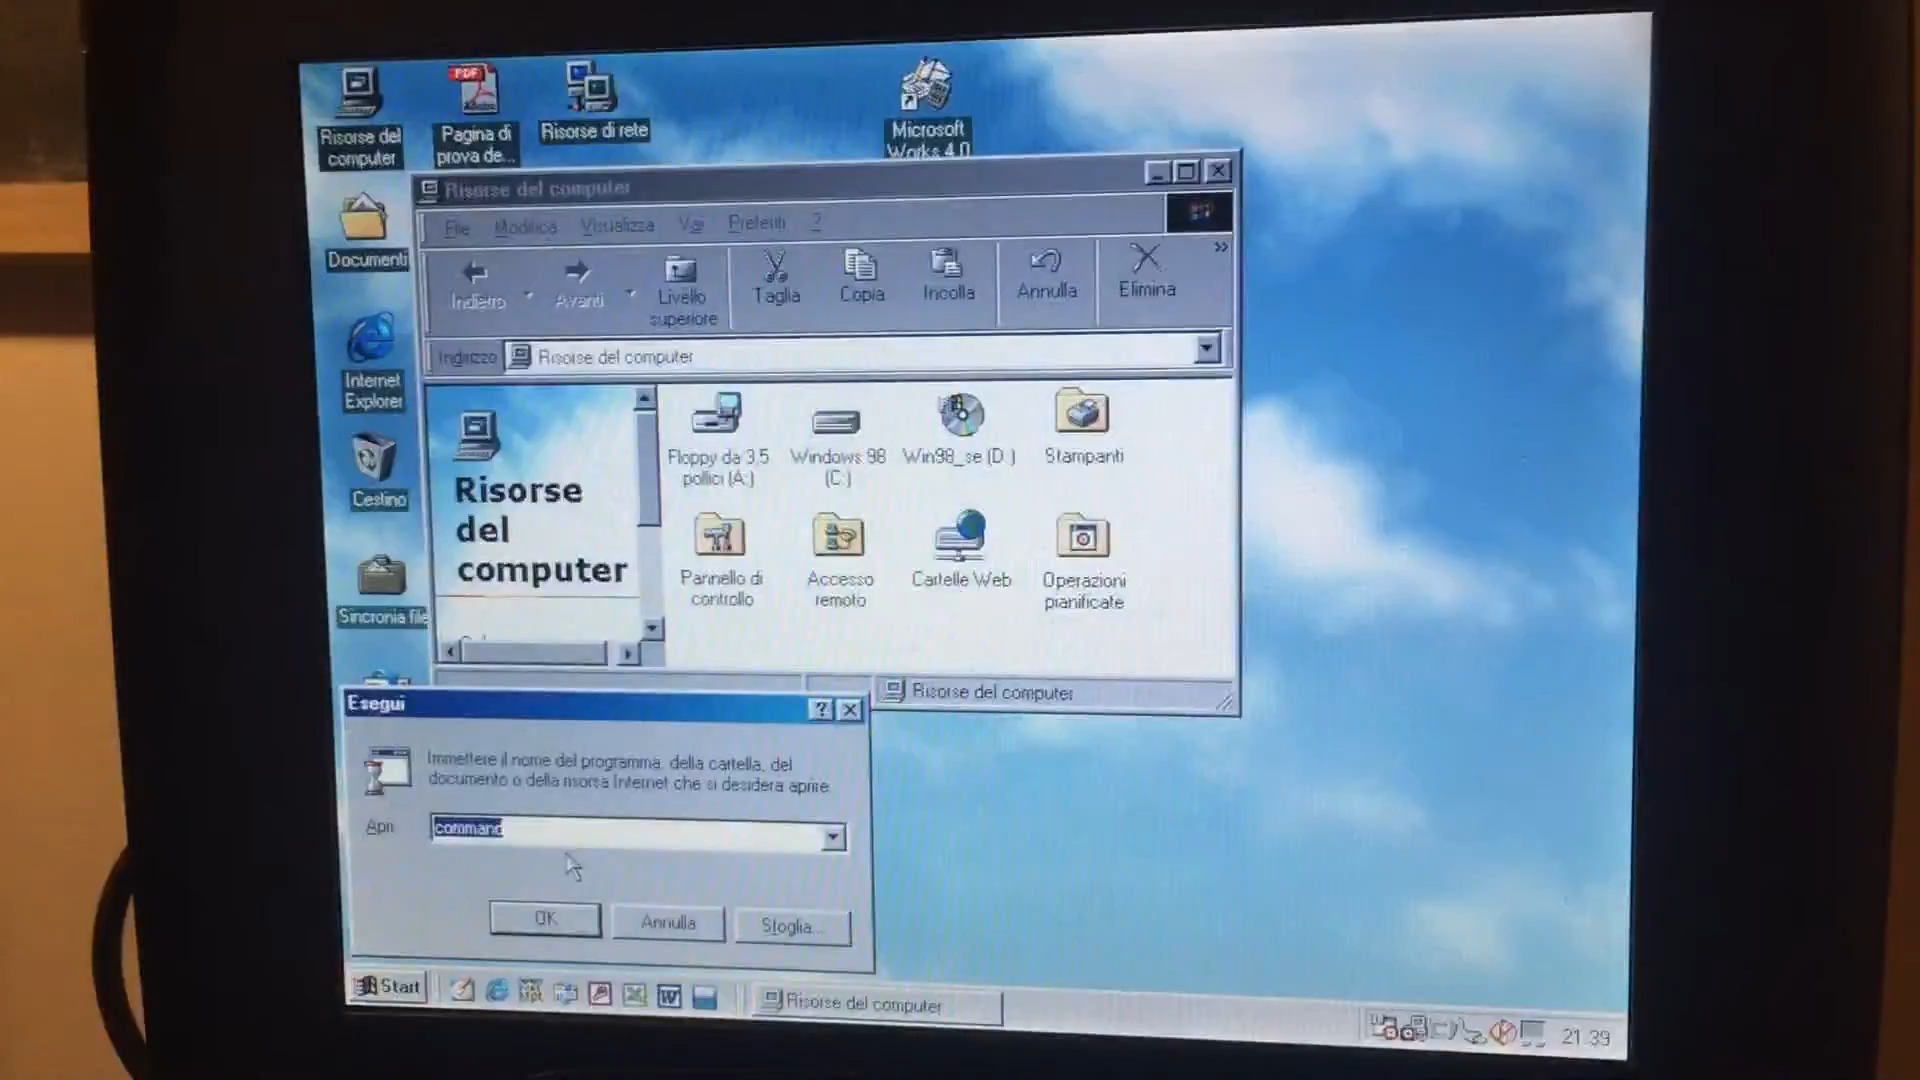 Risorse del
computer
PDF
Adobe
Pagina di
prova de...
Risorse di rete
Microsoft
Works 4.0
Documenti
Internet
Explorer
Cestino
Sincronia file
Risorse del computer
File Modifica Visualizza Vai Preferiti ?
Indietro Avanti Livello
superiore
Taglia Copia Incolla Annulla Elimina »
Indirizzo Risorse del computer
Risorse
del
computer
Floppy da 3,5
pollici (A:)
Windows 98
(C:)
Win98_se (D:)
Stampanti
Pannello di
controllo
Accesso
remoto
Cartelle Web
Operazioni
pianificate
Risorse del computer
Esegui
?
Immettere il nome del programma, della cartella, del
documento o della risorsa Internet che si desidera aprire.
Apri: command
OK Annulla Sfoglia...
Start Risorse del computer 21.39